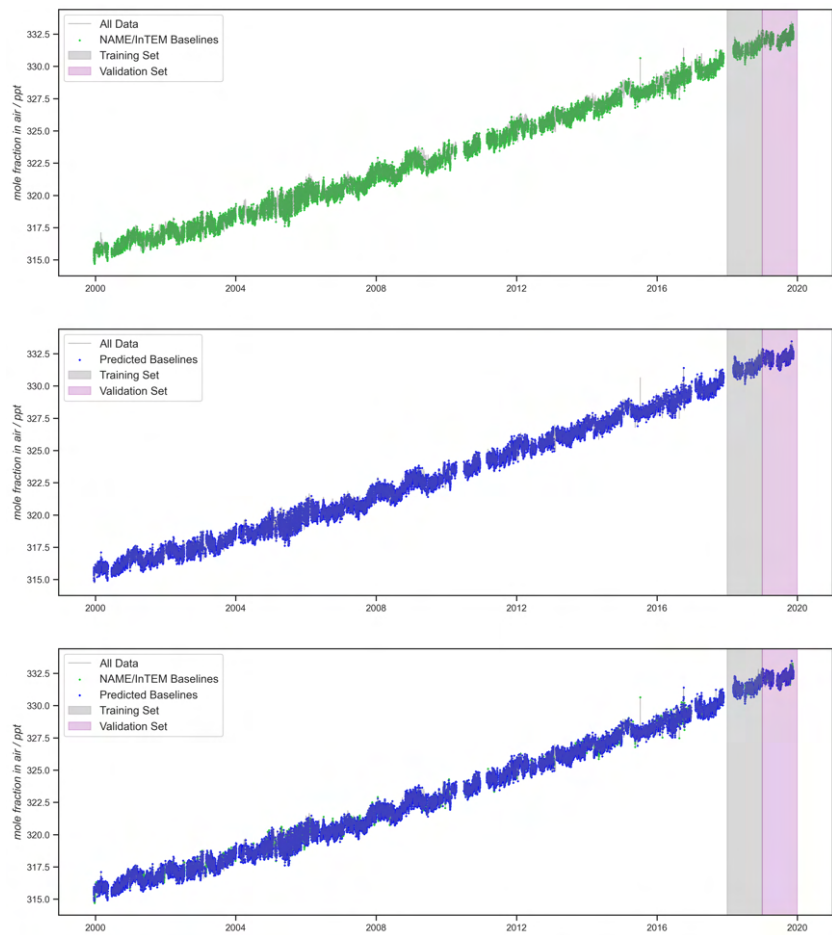 All Data
NAME/InTEM Baselines
Training Set
Validation Set
332.5
330.0
327.5
325.0
322.5
320.0
317.5
315.0
mole fraction in air / ppt
2000 2004 2008 2012 2016 2020
All Data
Predicted Baselines
Training Set
Validation Set
332.5
330.0
327.5
325.0
322.5
320.0
317.5
315.0
mole fraction in air / ppt
2000 2004 2008 2012 2016 2020
All Data
NAME/InTEM Baselines
Predicted Baselines
Training Set
Validation Set
332.5
330.0
327.5
325.0
322.5
320.0
317.5
315.0
mole fraction in air / ppt
2000 2004 2008 2012 2016 2020